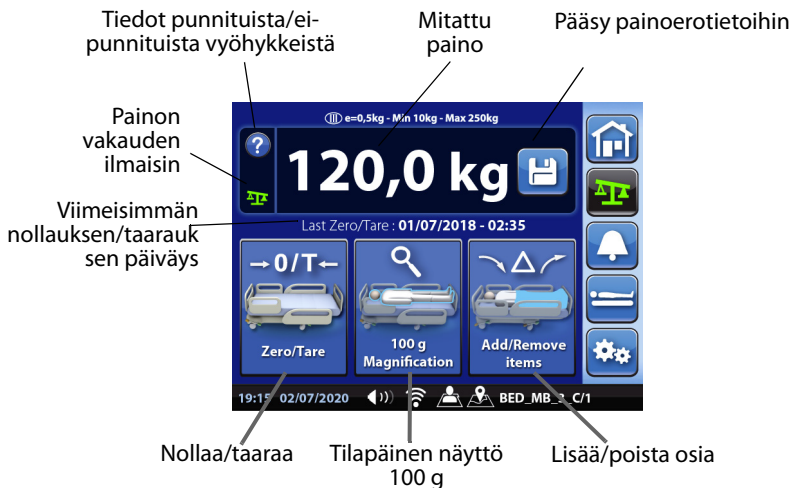 Tiedot punnituista/ei-
punnituista vyöhykkeistä
Mitattu
paino
Pääsy painoerotietoihin
Painon
vakauden
ilmaisin
Viimeisimmän
nollauksen/taarauk
sen päiväys
III e=0,5kg - Min 10kg - Max 250kg
?
120,0 kg
Last Zero/Tare : 01/07/2018 - 02:35
→0/T←
Zero/Tare
100 g
Magnification
Add/Remove
items
19:15 02/07/2020
BED_MB_2_C/1
Nollaa/taaraa
Tilapäinen näyttö
100 g
Lisää/poista osia